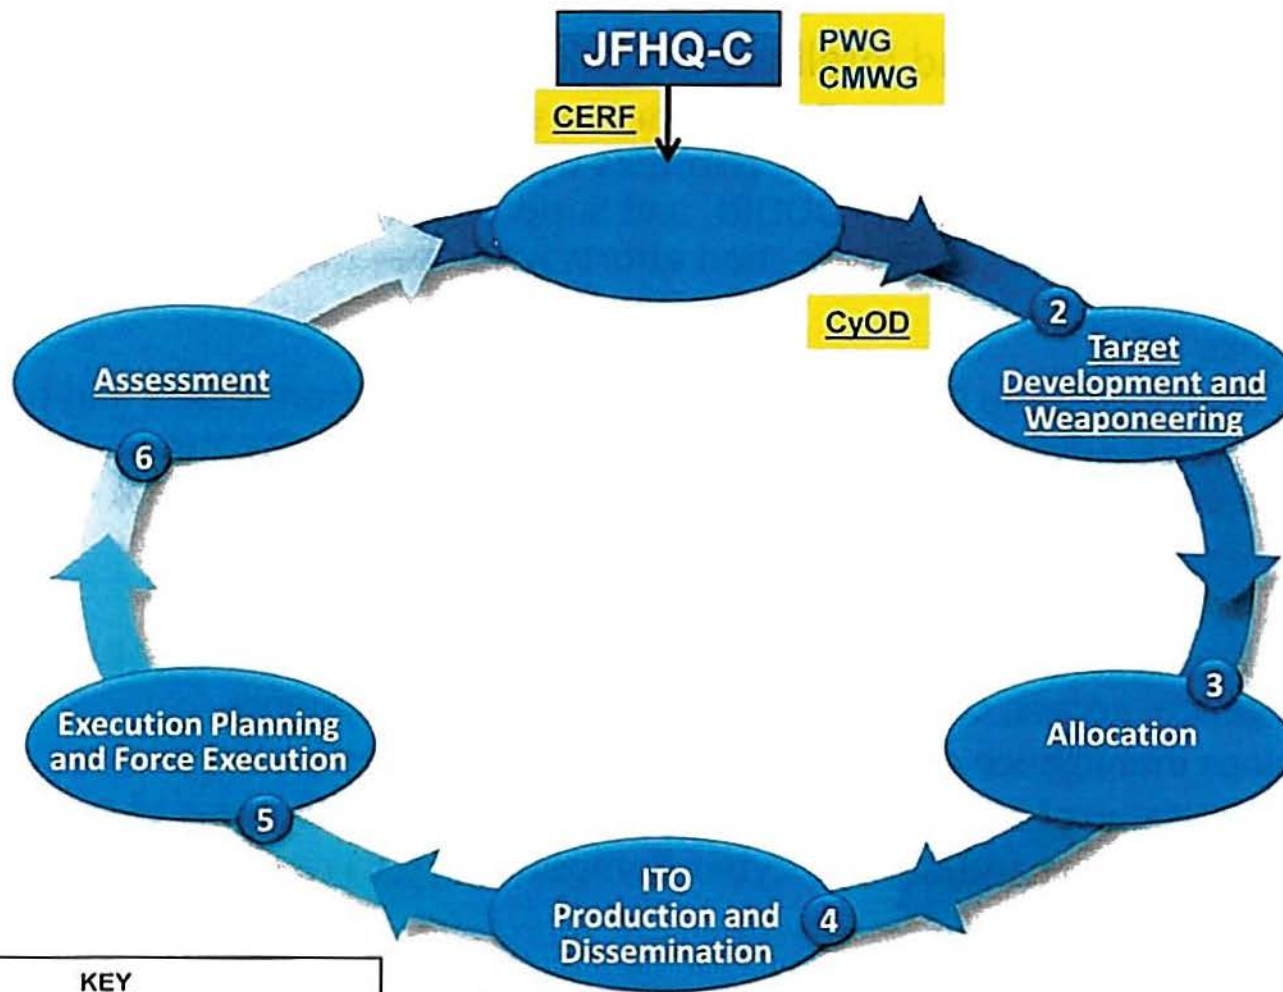 JFHQ-C
PWG
CMWG
CERF
CyOD
2
Target
Development and
Weaponeering
3
Allocation
4
ITO
Production and
Dissemination
5
Execution Planning
and Force Execution
6
Assessment
KEY